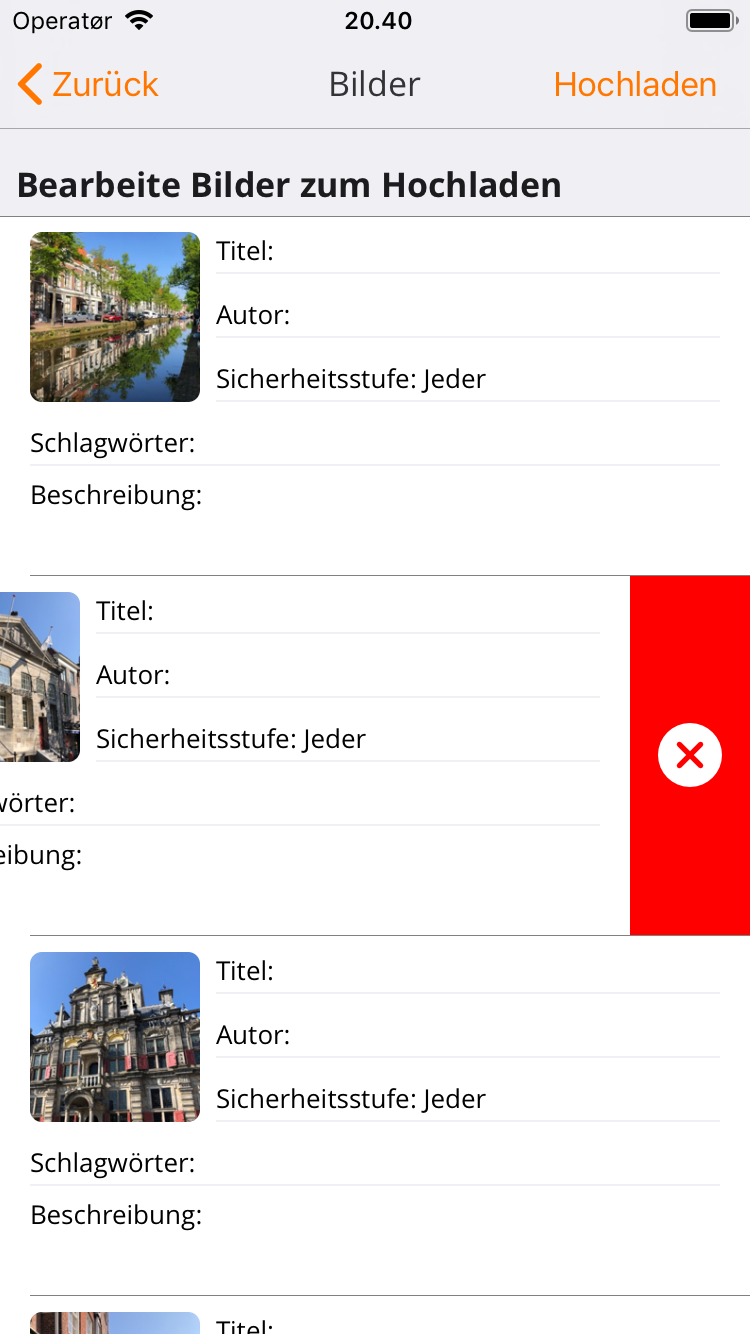 Operatør 20.40
Zurück Bilder Hochladen
Bearbeite Bilder zum Hochladen
Titel:
Autor:
Sicherheitsstufe: Jeder
Schlagwörter:
Beschreibung:
Titel:
Autor:
Sicherheitsstufe: Jeder
wörter:
eibung:
Titel:
Autor:
Sicherheitsstufe: Jeder
Schlagwörter:
Beschreibung:
Titel: